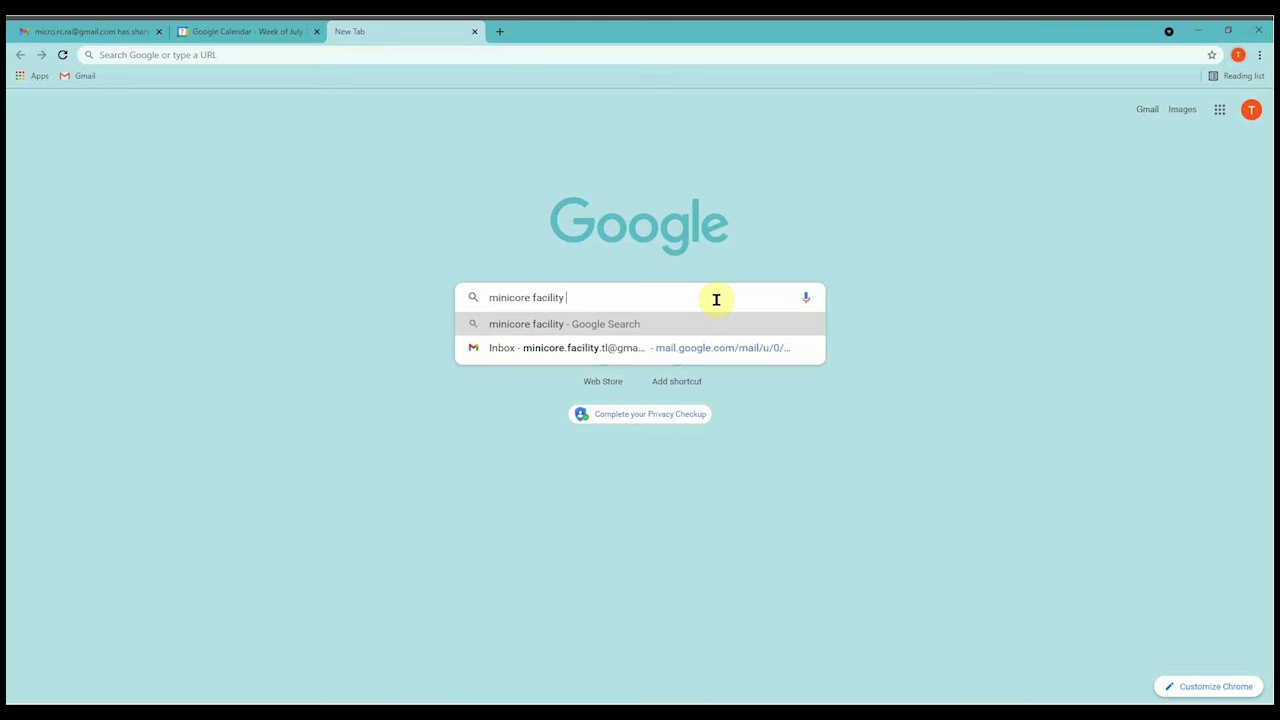 micro.rc.ra@gmail.com has share
Google Calendar - Week of July
New Tab
Search Google or type a URL
Apps
Gmail
Reading list
Gmail
Images
T
Google
minicore facility
minicore facility - Google Search
Inbox - minicore.facility.tl@gma... - mail.google.com/mail/u/0/...
Web Store
Add shortcut
Complete your Privacy Checkup
Customize Chrome